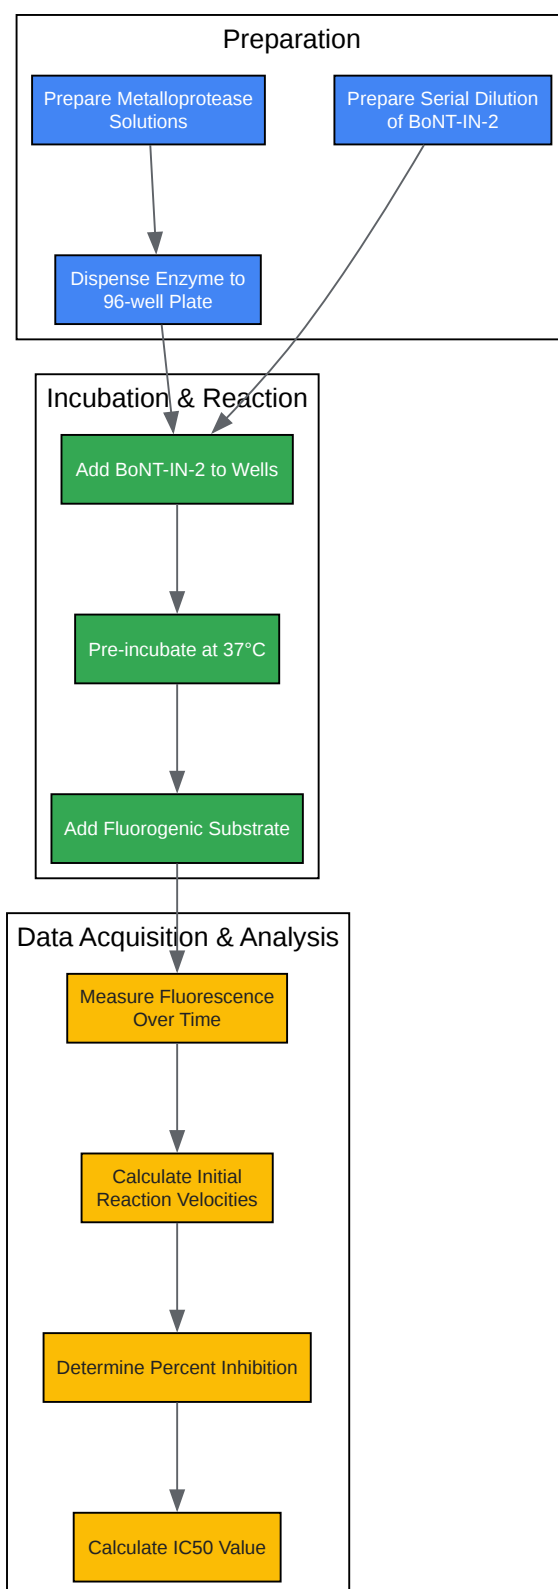 Preparation
Prepare Metalloprotease
Solutions
Prepare Serial Dilution
of BoNT-IN-2
Dispense Enzyme to
96-well Plate
Incubation & Reaction
Add BoNT-IN-2 to Wells
Pre-incubate at 37°C
Add Fluorogenic Substrate
Data Acquisition & Analysis
Measure Fluorescence
Over Time
Calculate Initial
Reaction Velocities
Determine Percent Inhibition
Calculate IC50 Value